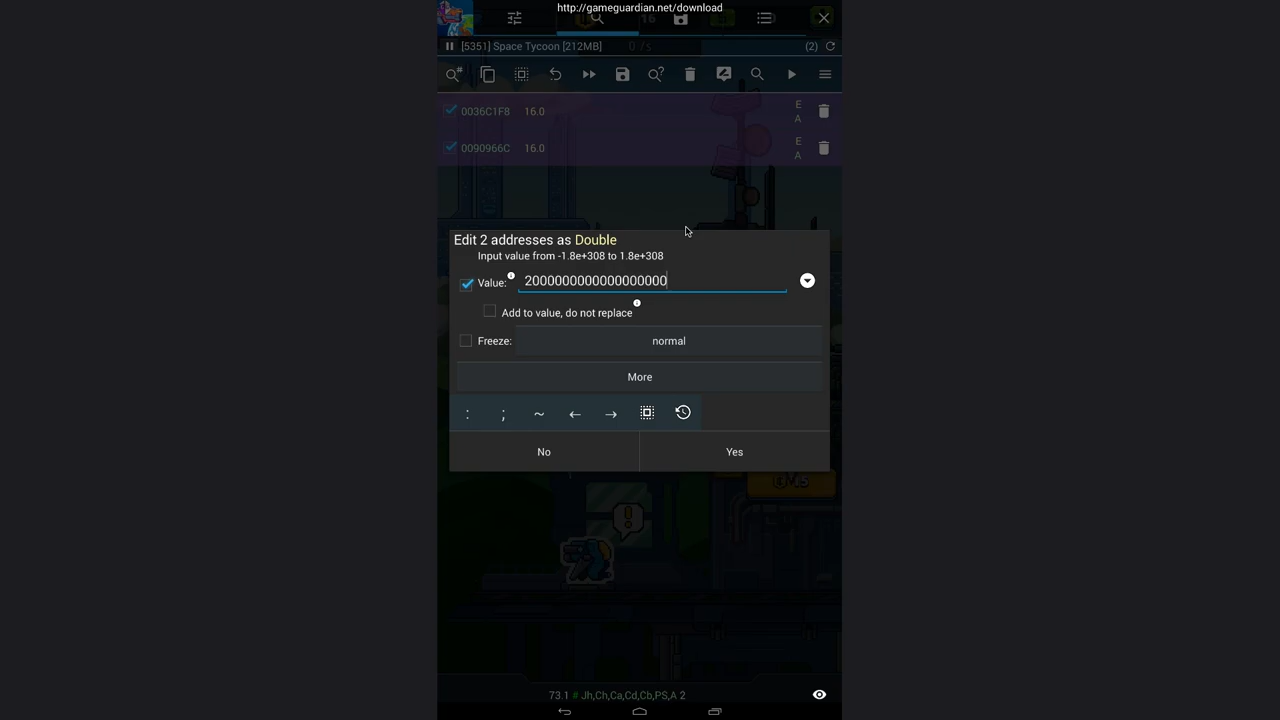 http://gameguardian.net/download
16
[5351] Space Tycoon [212MB] 0 /s (2)
0036C1F8 16.0 E
A
0090966C 16.0 E
A
Edit 2 addresses as Double
Input value from -1.8e+308 to 1.8e+308
Value: 2000000000000000000
Add to value, do not replace
Freeze: normal
More
: ; ~ ← →
No Yes
73.1 # Jh,Ch,Ca,Cd,Cb,PS,A 2